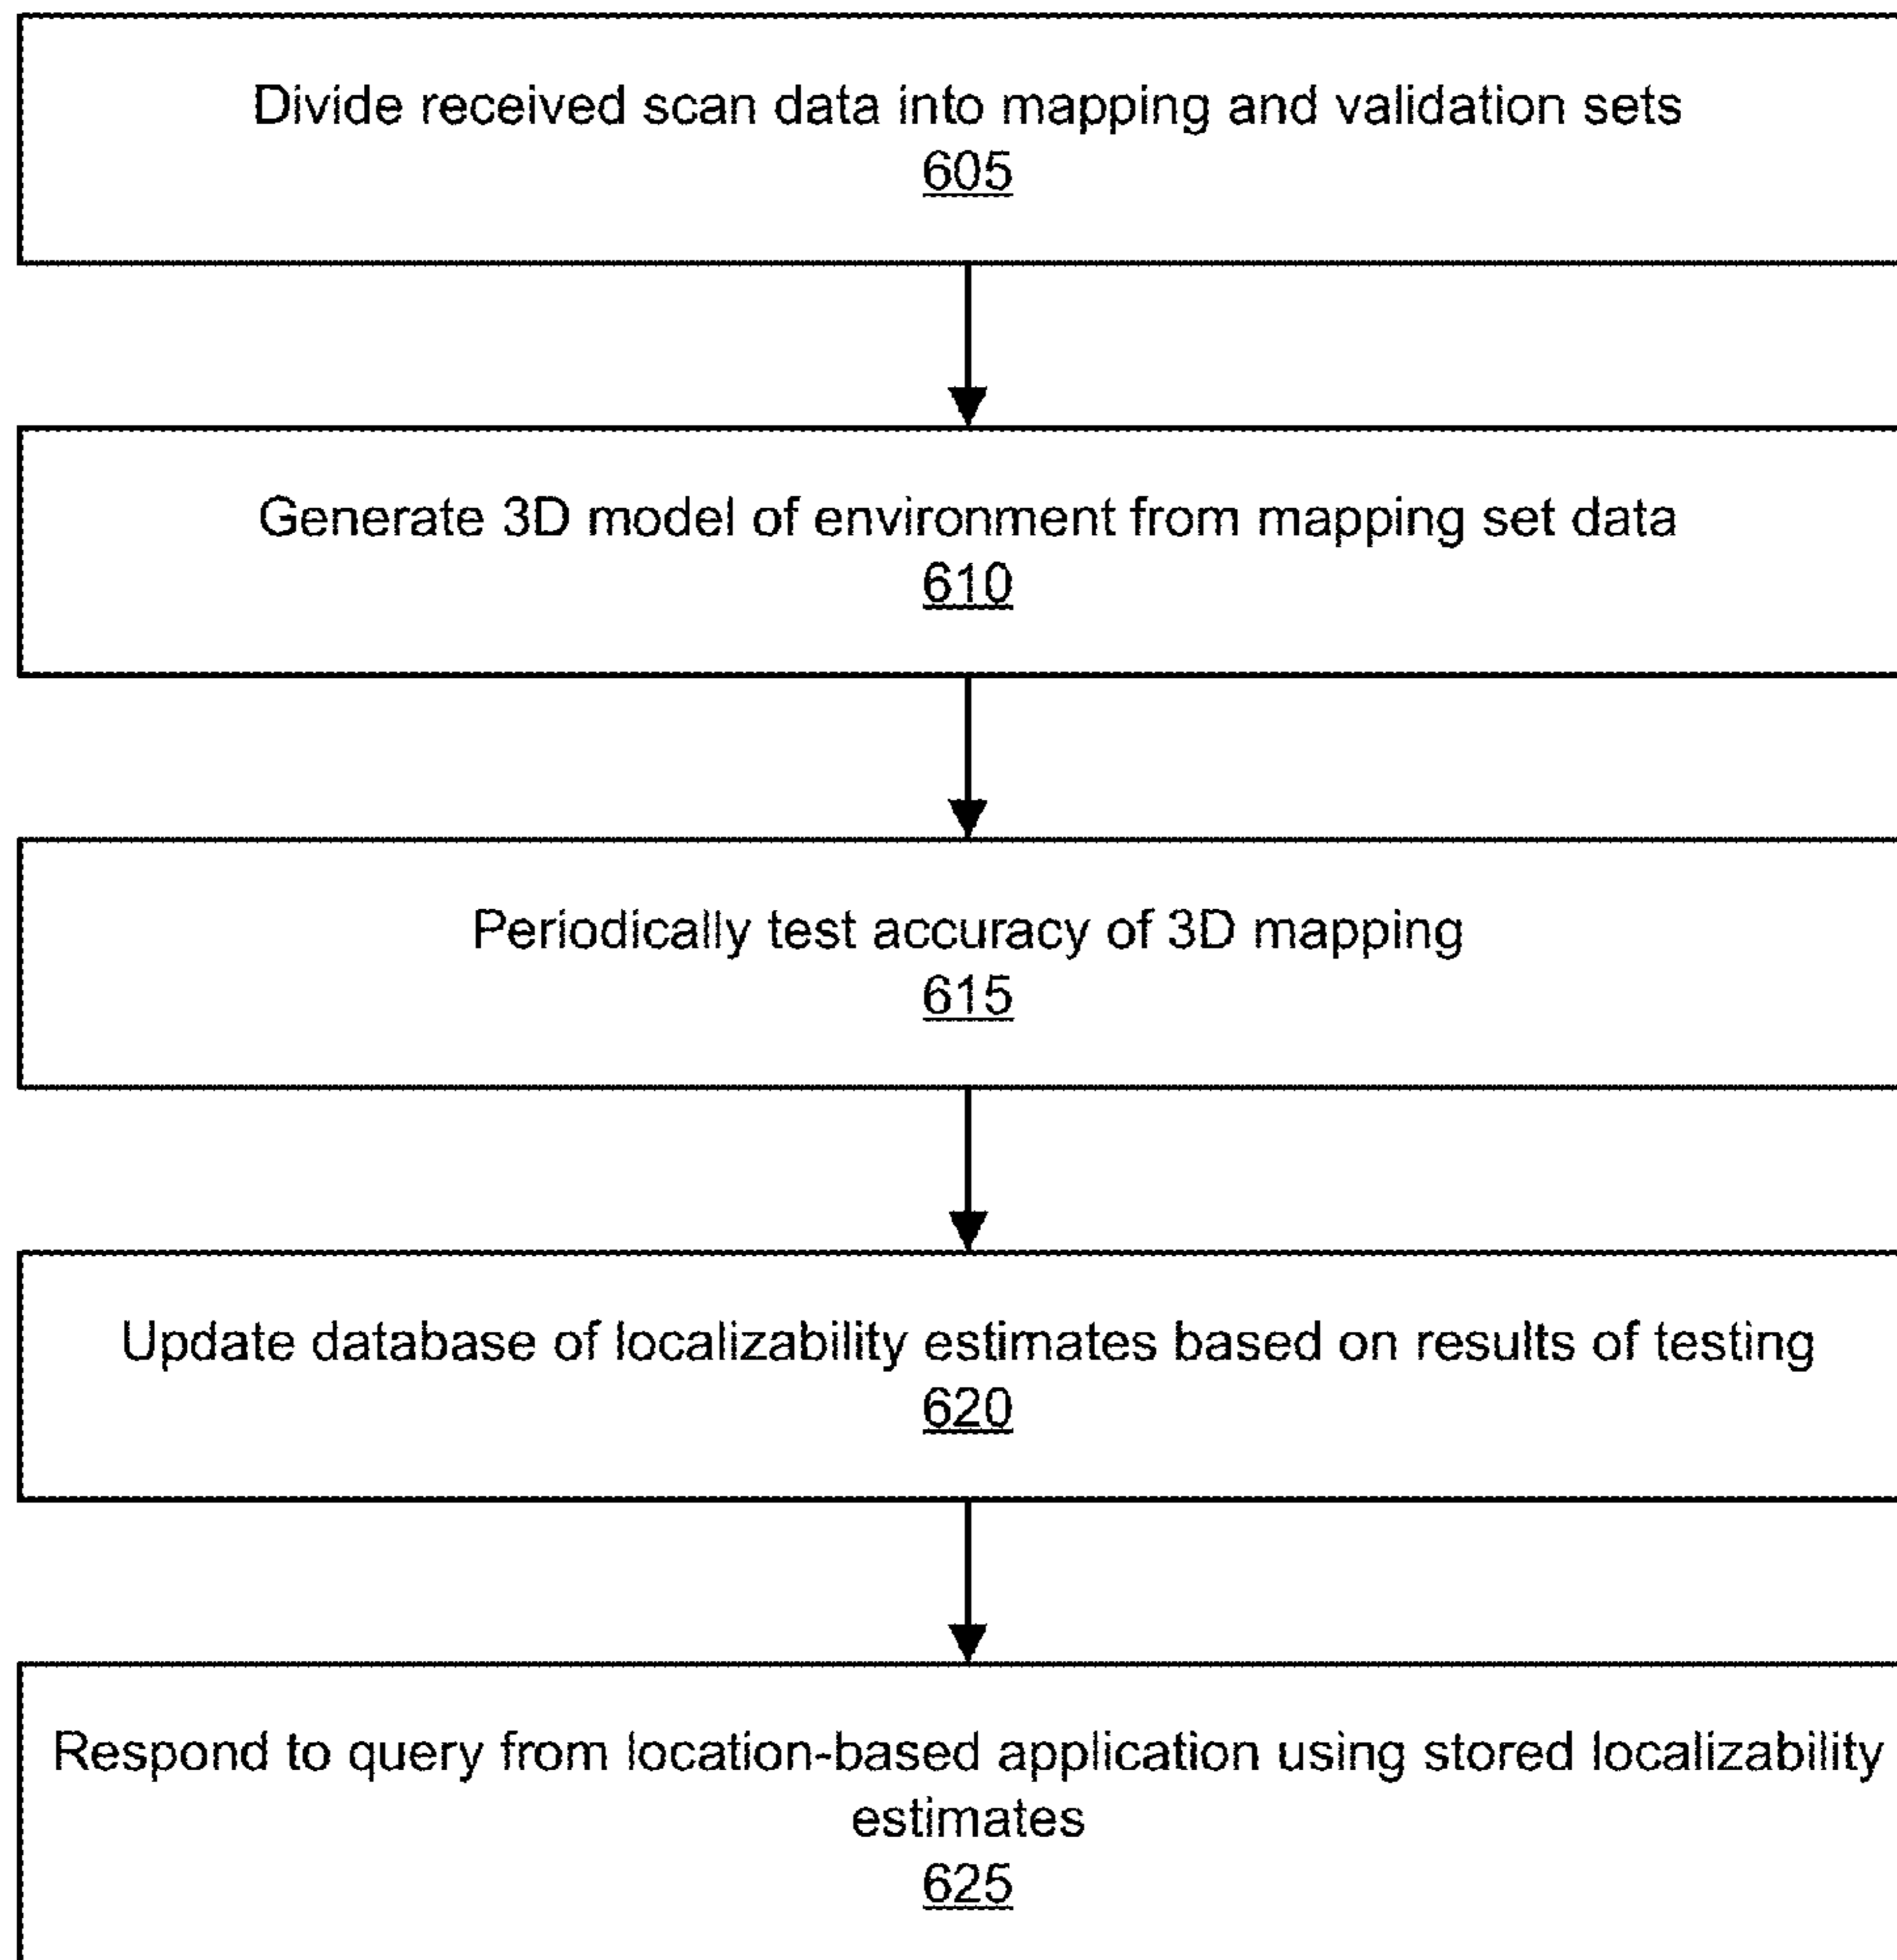 Divide received scan data into mapping and validation sets
605
Generate 3D model of environment from mapping set data
610
Periodically test accuracy of 3D mapping
615
Update database of localizability estimates based on results of testing
620
Respond to query from location-based application using stored localizability
estimates
625